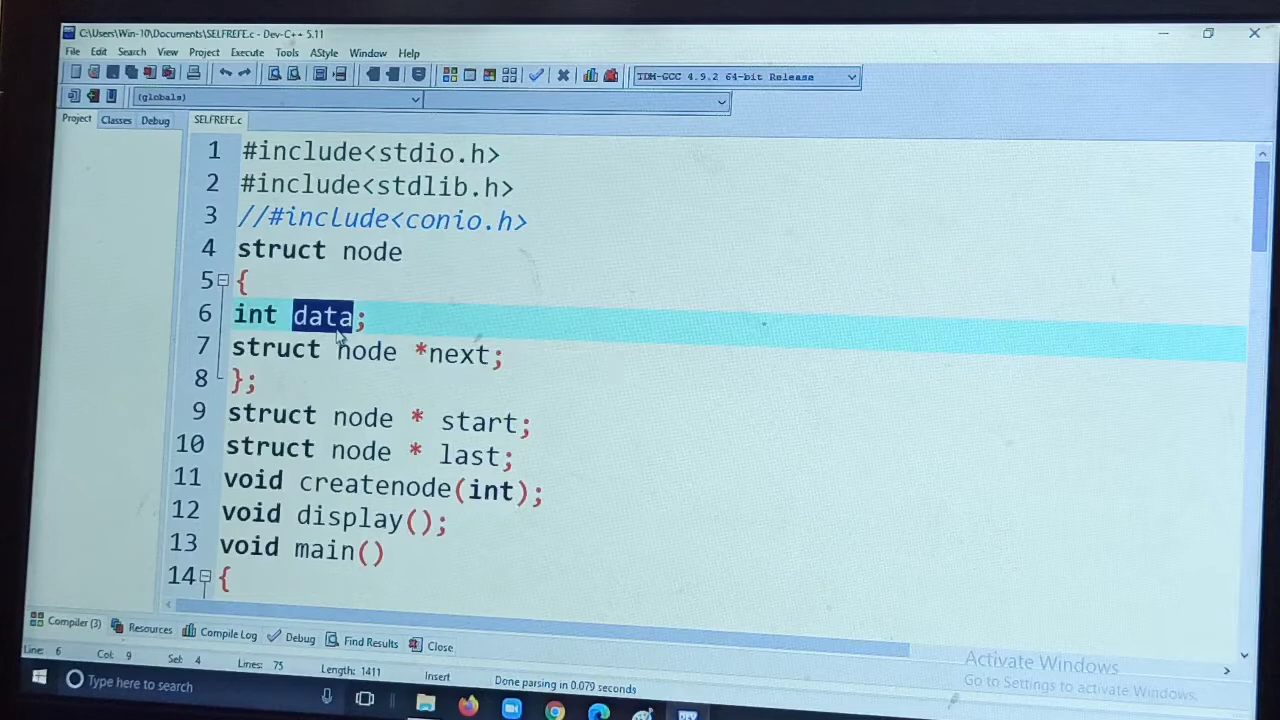 C:\Users\Win-10\Documents\SELFREFE.c - Dev-C++ 5.11
File Edit Search View Project Execute Tools AStyle Window Help
TDM-GCC 4.9.2 64-bit Release
(globals)
Project Classes Debug SELFREFE.c
1 #include<stdio.h>
2 #include<stdlib.h>
3 //#include<conio.h>
4 struct node
5 {
6 int data;
7 struct node *next;
8 };
9 struct node * start;
10 struct node * last;
11 void createnode(int);
12 void display();
13 void main()
14 {
Compiler (3) Resources Compile Log Debug Find Results Close
Line: 6 Col: 9 Sel: 4 Lines: 75 Length: 1411 Insert Done parsing in 0.079 seconds
Activate Windows
Go to Settings to activate Windows.
Type here to search
DEV